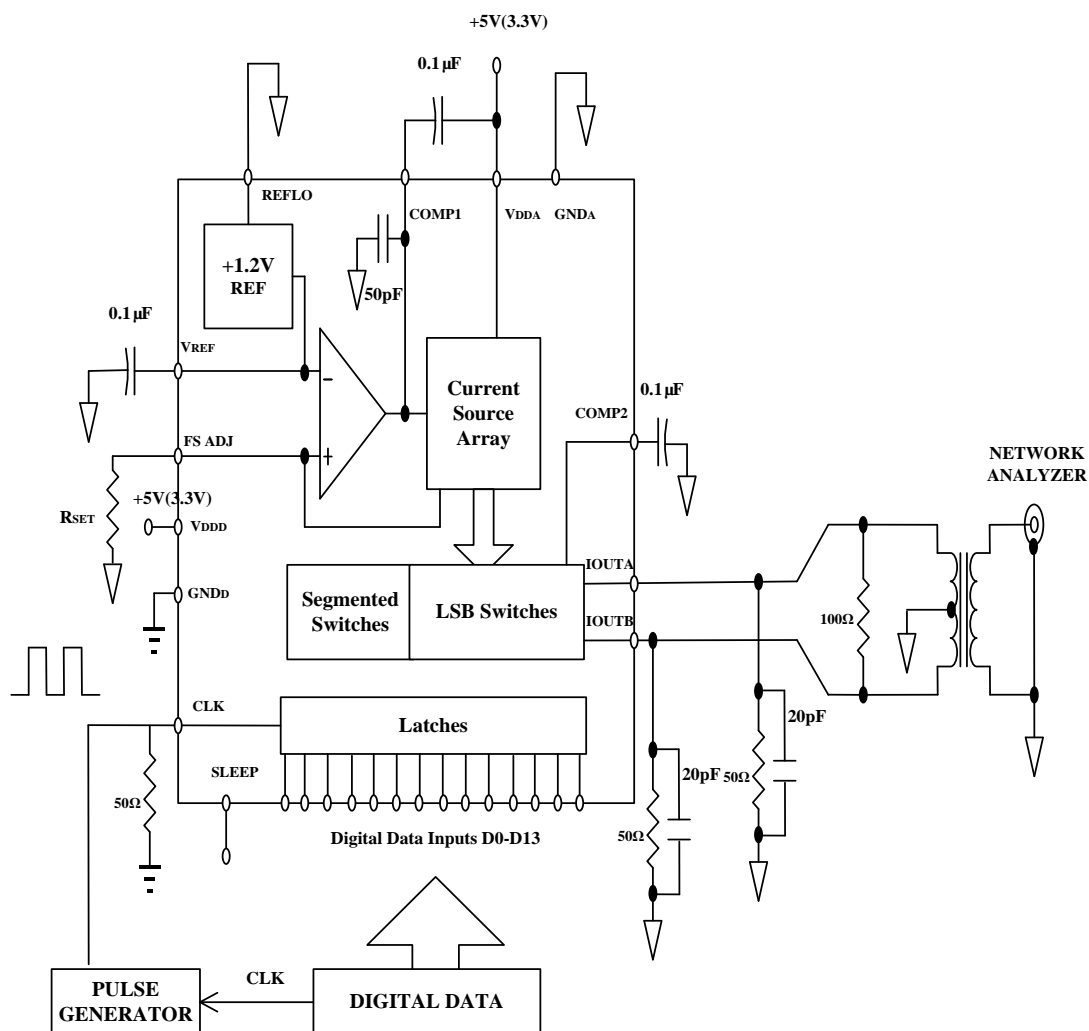 +5V(3.3V)
0.1μF
REFLO
COMP1
VDDA
GNDA
+1.2V
REF
50pF
0.1μF
VREF
Current
Source
Array
0.1μF
COMP2
FS ADJ
NETWORK
ANALYZER
+5V(3.3V)
RSET
VDDD
IOUTA
GNDD
Segmented
Switches
LSB Switches
100Ω
IOUTB
CLK
Latches
20pF
SLEEP
20pF
50Ω
50Ω
50Ω
Digital Data Inputs D0-D13
CLK
PULSE
GENERATOR
DIGITAL DATA